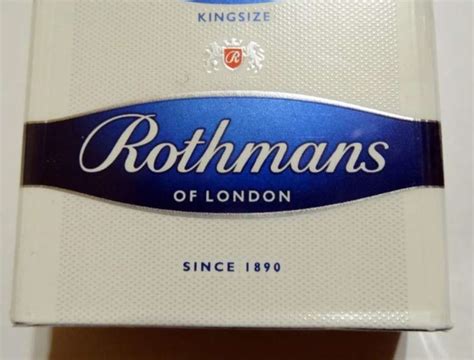 KINGSIZE
R
Rothmans
OF LONDON
SINCE 1890